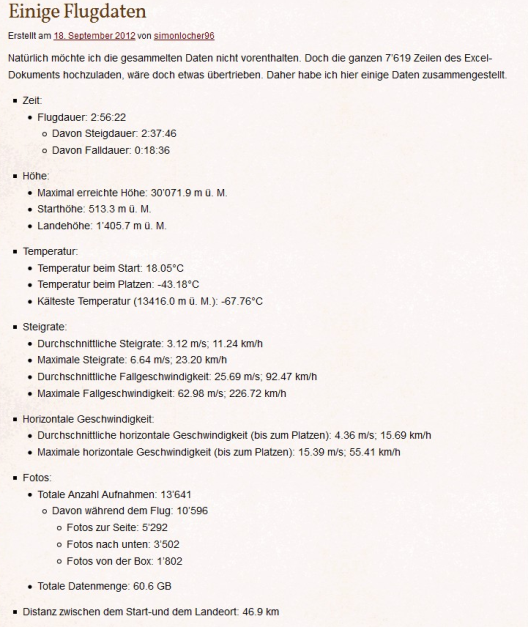 Einige Flugdaten
Erstellt am 18. September 2012 von simonlocher96
Natürlich möchte ich die gesammelten Daten nicht vorenthalten. Doch die ganzen 7’619 Zeilen des Excel-
Dokuments hochzuladen, wäre doch etwas übertrieben. Daher habe ich hier einige Daten zusammengestellt.
Zeit:
Flugdauer: 2:56:22
Davon Steigdauer: 2:37:46
Davon Falldauer: 0:18:36
Höhe:
Maximal erreichte Höhe: 30’071.9 m ü. M.
Starthöhe: 513.3 m ü. M.
Landehöhe: 1’405.7 m ü. M.
Temperatur:
Temperatur beim Start: 18.05°C
Temperatur beim Platzen: -43.18°C
Kälteste Temperatur (13416.0 m ü. M.): -67.76°C
Steigrate:
Durchschnittliche Steigrate: 3.12 m/s; 11.24 km/h
Maximale Steigrate: 6.64 m/s; 23.20 km/h
Durchschnittliche Fallgeschwindigkeit: 25.69 m/s; 92.47 km/h
Maximale Fallgeschwindigkeit: 62.98 m/s; 226.72 km/h
Horizontale Geschwindigkeit:
Durchschnittliche horizontale Geschwindigkeit (bis zum Platzen): 4.36 m/s; 15.69 km/h
Maximale horizontale Geschwindigkeit (bis zum Platzen): 15.39 m/s; 55.41 km/h
Fotos:
Totale Anzahl Aufnahmen: 13’641
Davon während dem Flug: 10’596
Fotos zur Seite: 5’292
Fotos nach unten: 3’502
Fotos von der Box: 1’802
Totale Datenmenge: 60.6 GB
Distanz zwischen dem Start-und dem Landeort: 46.9 km